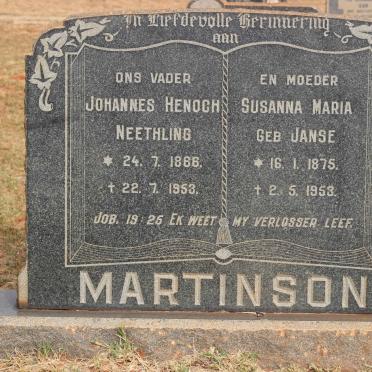 In Liefdevolle Herinnering
aan
ONS VADER
JOHANNES HENOCH
NEETHLING
* 24. 7. 1868.
† 22. 7. 1953.
EN MOEDER
SUSANNA MARIA
GEB JANSE
* 16. 1. 1875.
† 2. 5. 1953.
JOB. 19:25 EK WEET MY VERLOSSER LEEF.
MARTINSON